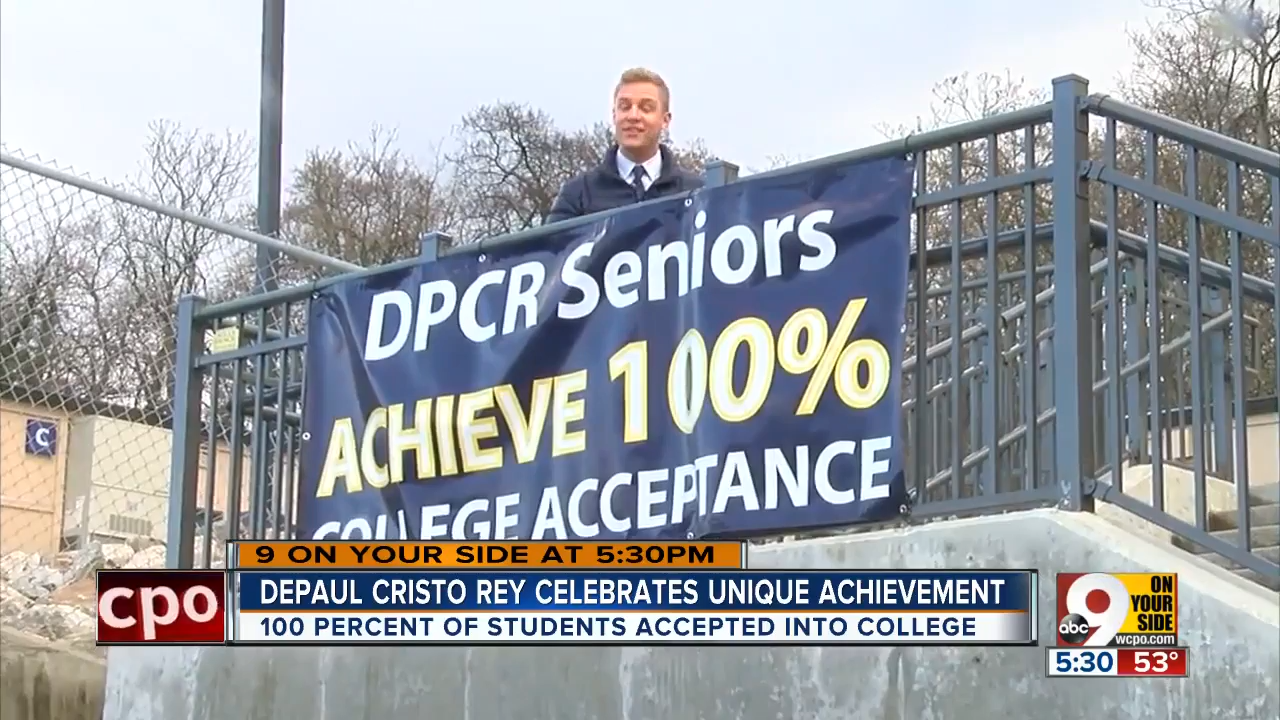 DPCR Seniors
ACHIEVE 100%
COLLEGE ACCEPTANCE
C
9 ON YOUR SIDE AT 5:30PM
cpo
DEPAUL CRISTO REY CELEBRATES UNIQUE ACHIEVEMENT
100 PERCENT OF STUDENTS ACCEPTED INTO COLLEGE
abc 9 ON YOUR SIDE
wcpo.com
5:30 53°